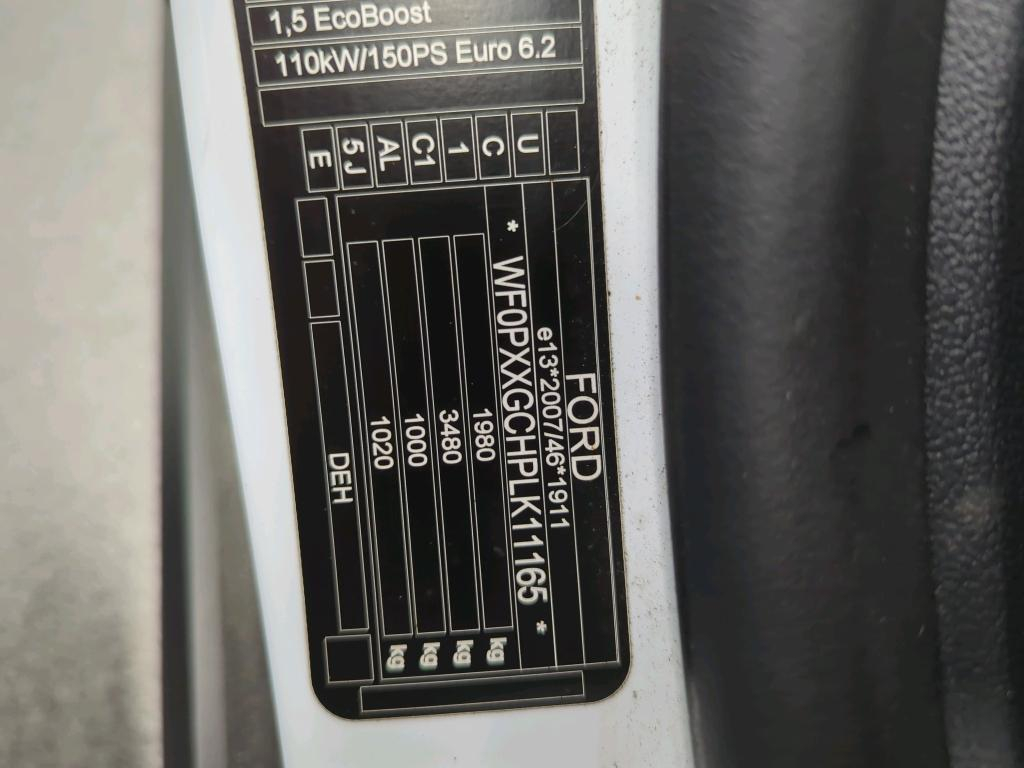 1,5 EcoBoost
110kW/150PS Euro 6.2
U
C
1
C1
AL
5J
E
FORD
e13*2007/46*1911
* WF0PXXGCHPLK11165 *
1980 kg
3480 kg
1000 kg
1020 kg
DEH